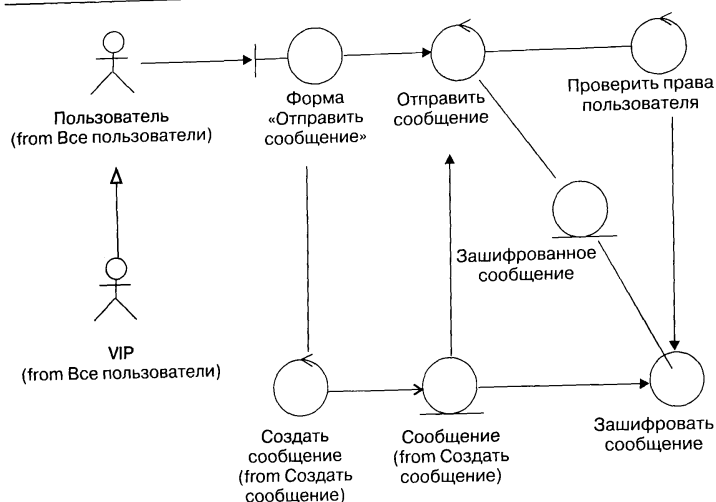 Пользователь
(from Все пользователи)
Форма
«Отправить
сообщение»
Отправить
сообщение
Проверить права
пользователя
Зашифрованное
сообщение
VIP
(from Все пользователи)
Создать
сообщение
(from Создать
сообщение)
Сообщение
(from Создать
сообщение)
Зашифровать
сообщение